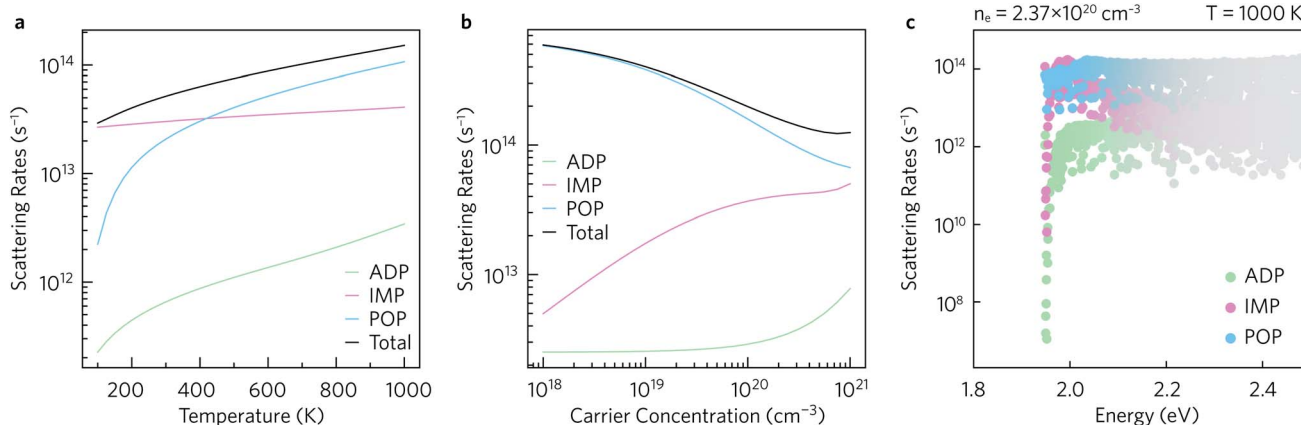 a
Scattering Rates (s⁻¹)
10¹⁴
10¹³
10¹²
ADP
IMP
POP
Total
200 400 600 800 1000
Temperature (K)
b
Scattering Rates (s⁻¹)
10¹⁴
10¹³
ADP
IMP
POP
Total
10¹⁸ 10¹⁹ 10²⁰ 10²¹
Carrier Concentration (cm⁻³)
c
nₑ = 2.37×10²⁰ cm⁻³ T = 1000 K
Scattering Rates (s⁻¹)
10¹⁴
10¹²
10¹⁰
10⁸
ADP
IMP
POP
1.8 2.0 2.2 2.4
Energy (eV)